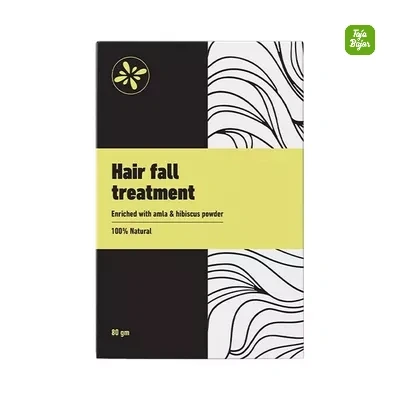 Taja
Bajar
Hair fall
treatment
Enriched with amla & hibiscus powder
100% Natural
80 gm